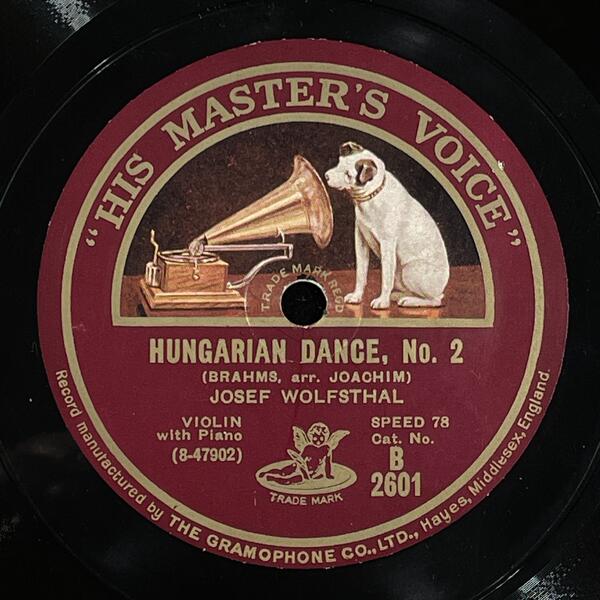 "HIS MASTER'S VOICE"
TRADE MARK REGD
HUNGARIAN DANCE, No. 2
(BRAHMS, arr. JOACHIM)
JOSEF WOLFSTHAL
VIOLIN
with Piano
(8-47902)
SPEED 78
Cat. No.
B
2601
TRADE MARK
Record manufactured by THE GRAMOPHONE CO., LTD., Hayes, Middlesex, England.